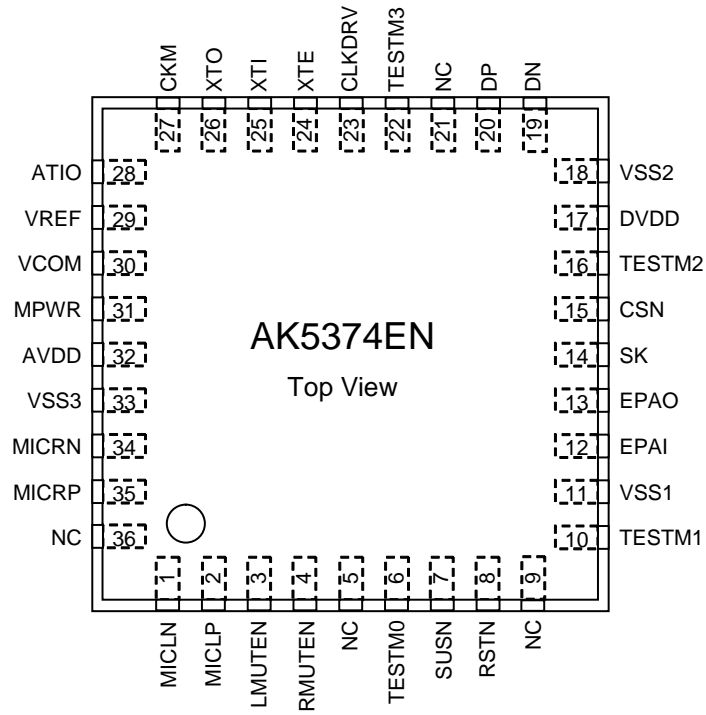 CKM
XTO
XTI
XTE
CLKDRV
TESTM3
NC
DP
DN
27
26
25
24
23
22
21
20
19
ATIO 28
VREF 29
VCOM 30
MPWR 31
AVDD 32
VSS3 33
MICRN 34
MICRP 35
NC 36
AK5374EN
Top View
18 VSS2
17 DVDD
16 TESTM2
15 CSN
14 SK
13 EPAO
12 EPAI
11 VSS1
10 TESTM1
1
2
3
4
5
6
7
8
9
MICLN
MICLP
LMUTEN
RMUTEN
NC
TESTM0
SUSN
RSTN
NC